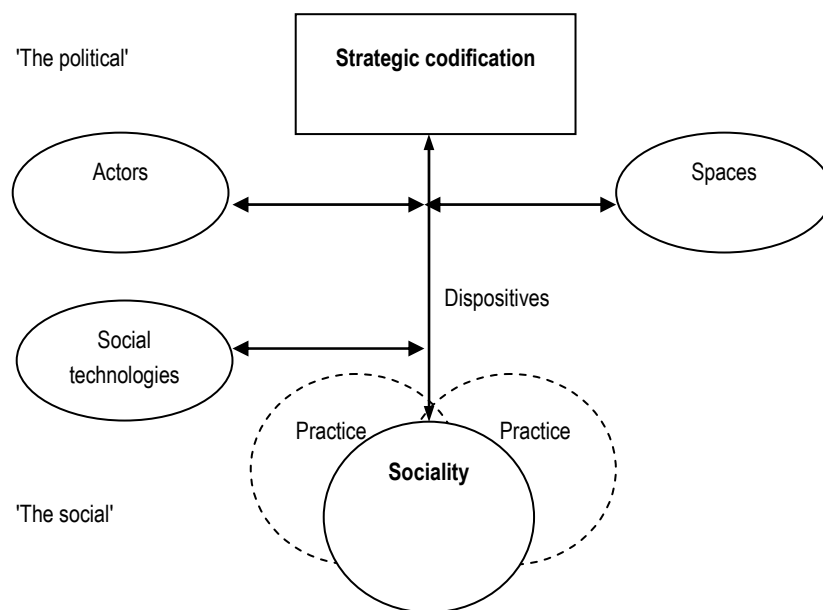 'The political'
Strategic codification
Actors
Spaces
Dispositives
Social
technologies
Practice
Practice
Sociality
'The social'